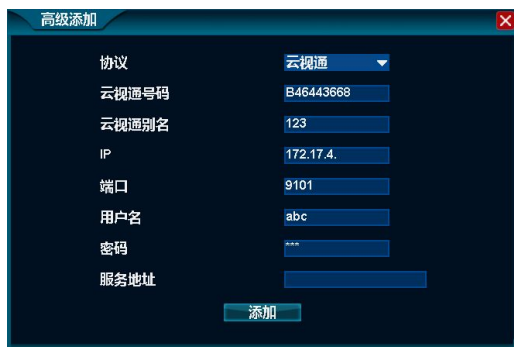 高级添加
协议 云视通
云视通号码 B46443668
云视通别名 123
IP 172.17.4.
端口 9101
用户名 abc
密码 ***
服务地址
添加